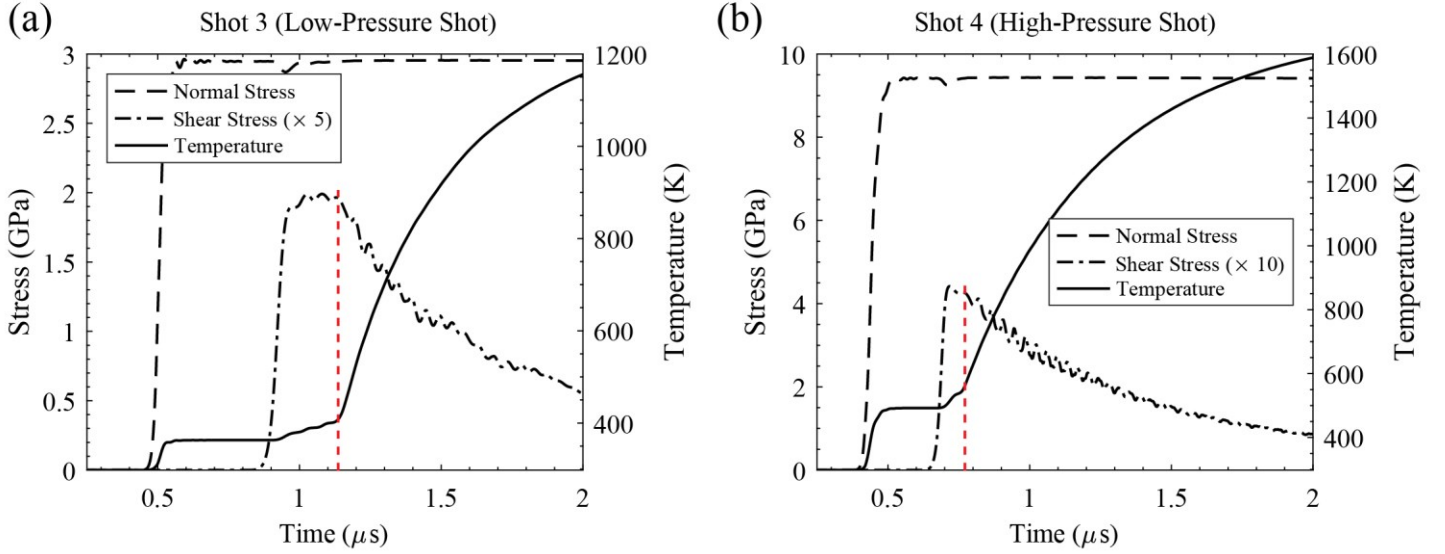 (a)
Shot 3 (Low-Pressure Shot)
3
2.5
2
1.5
1
0.5
0
Stress (GPa)
1200
1000
800
600
400
Temperature (K)
Normal Stress
Shear Stress (× 5)
Temperature
0.5
1
1.5
2
Time (μs)
(b)
Shot 4 (High-Pressure Shot)
10
8
6
4
2
0
Stress (GPa)
1600
1400
1200
1000
800
600
400
Temperature (K)
Normal Stress
Shear Stress (× 10)
Temperature
0.5
1
1.5
2
Time (μs)